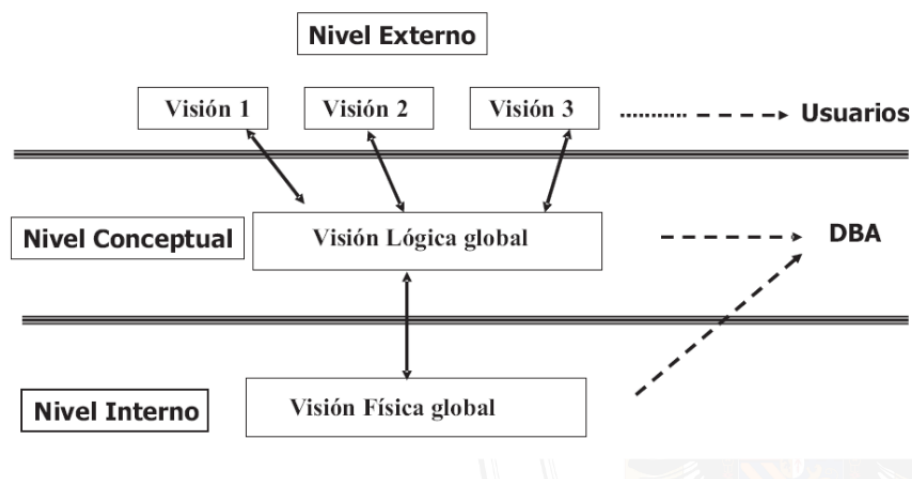 Nivel Externo
Visión 1
Visión 2
Visión 3
Usuarios
Nivel Conceptual
Visión Lógica global
DBA
Nivel Interno
Visión Física global